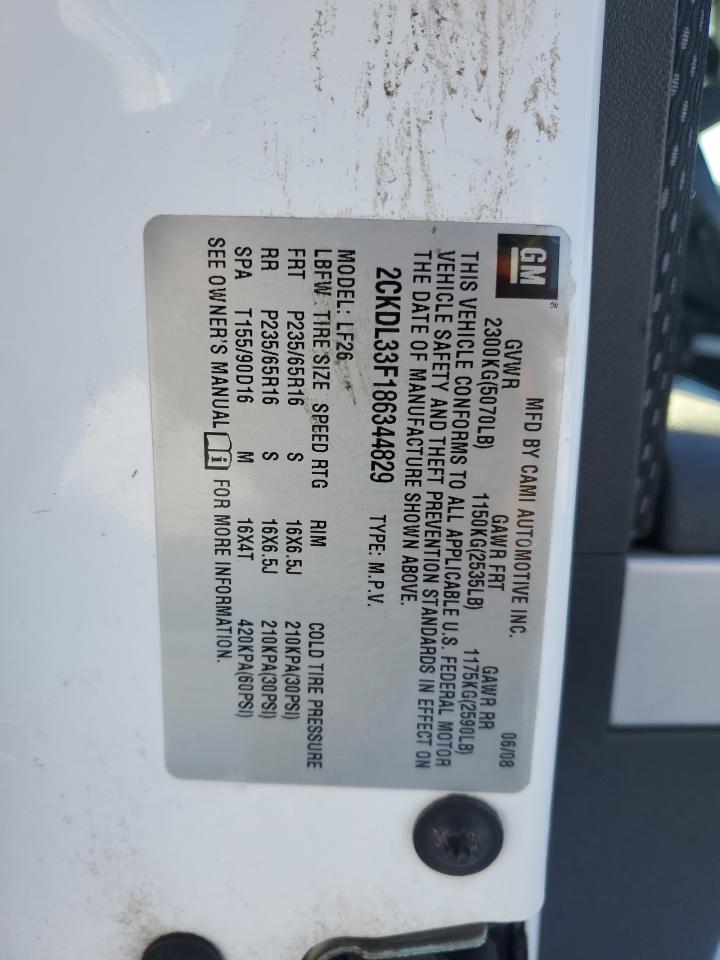 GM
®
MFD BY CAMI AUTOMOTIVE INC. 06/08
GVWR GAWR FRT GAWR RR
2300KG(5070LB) 1150KG(2535LB) 1175KG(2590LB)
THIS VEHICLE CONFORMS TO ALL APPLICABLE U.S. FEDERAL MOTOR
VEHICLE SAFETY AND THEFT PREVENTION STANDARDS IN EFFECT ON
THE DATE OF MANUFACTURE SHOWN ABOVE.
2CKDL33F186344829 TYPE: M.P.V.
MODEL: LF26
LBFW TIRE SIZE SPEED RTG RIM COLD TIRE PRESSURE
FRT P235/65R16 S 16X6.5J 210KPA(30PSI)
RR P235/65R16 S 16X6.5J 210KPA(30PSI)
SPA T155/90D16 M 16X4T 420KPA(60PSI)
SEE OWNER'S MANUAL i FOR MORE INFORMATION.